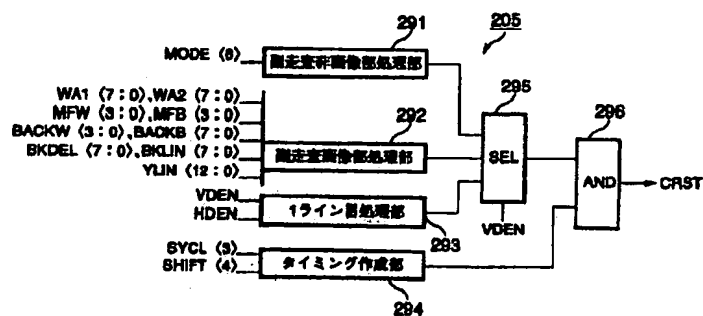 291
205
MODE (6)
副走査非画像部処理部
295
WA1 (7:0),WA2 (7:0)
MFW (3:0),MFB (3:0)
BACKW (3:0),BACKB (7:0)
BKDEL (7:0),BKLIN (7:0)
YLIN (12:0)
292
副走査画像部処理部
SEL
296
AND
CRST
VDEN
HDEN
1ライン目処理部
293
VDEN
SYCL (3)
SHIFT (4)
タイミング作成部
294